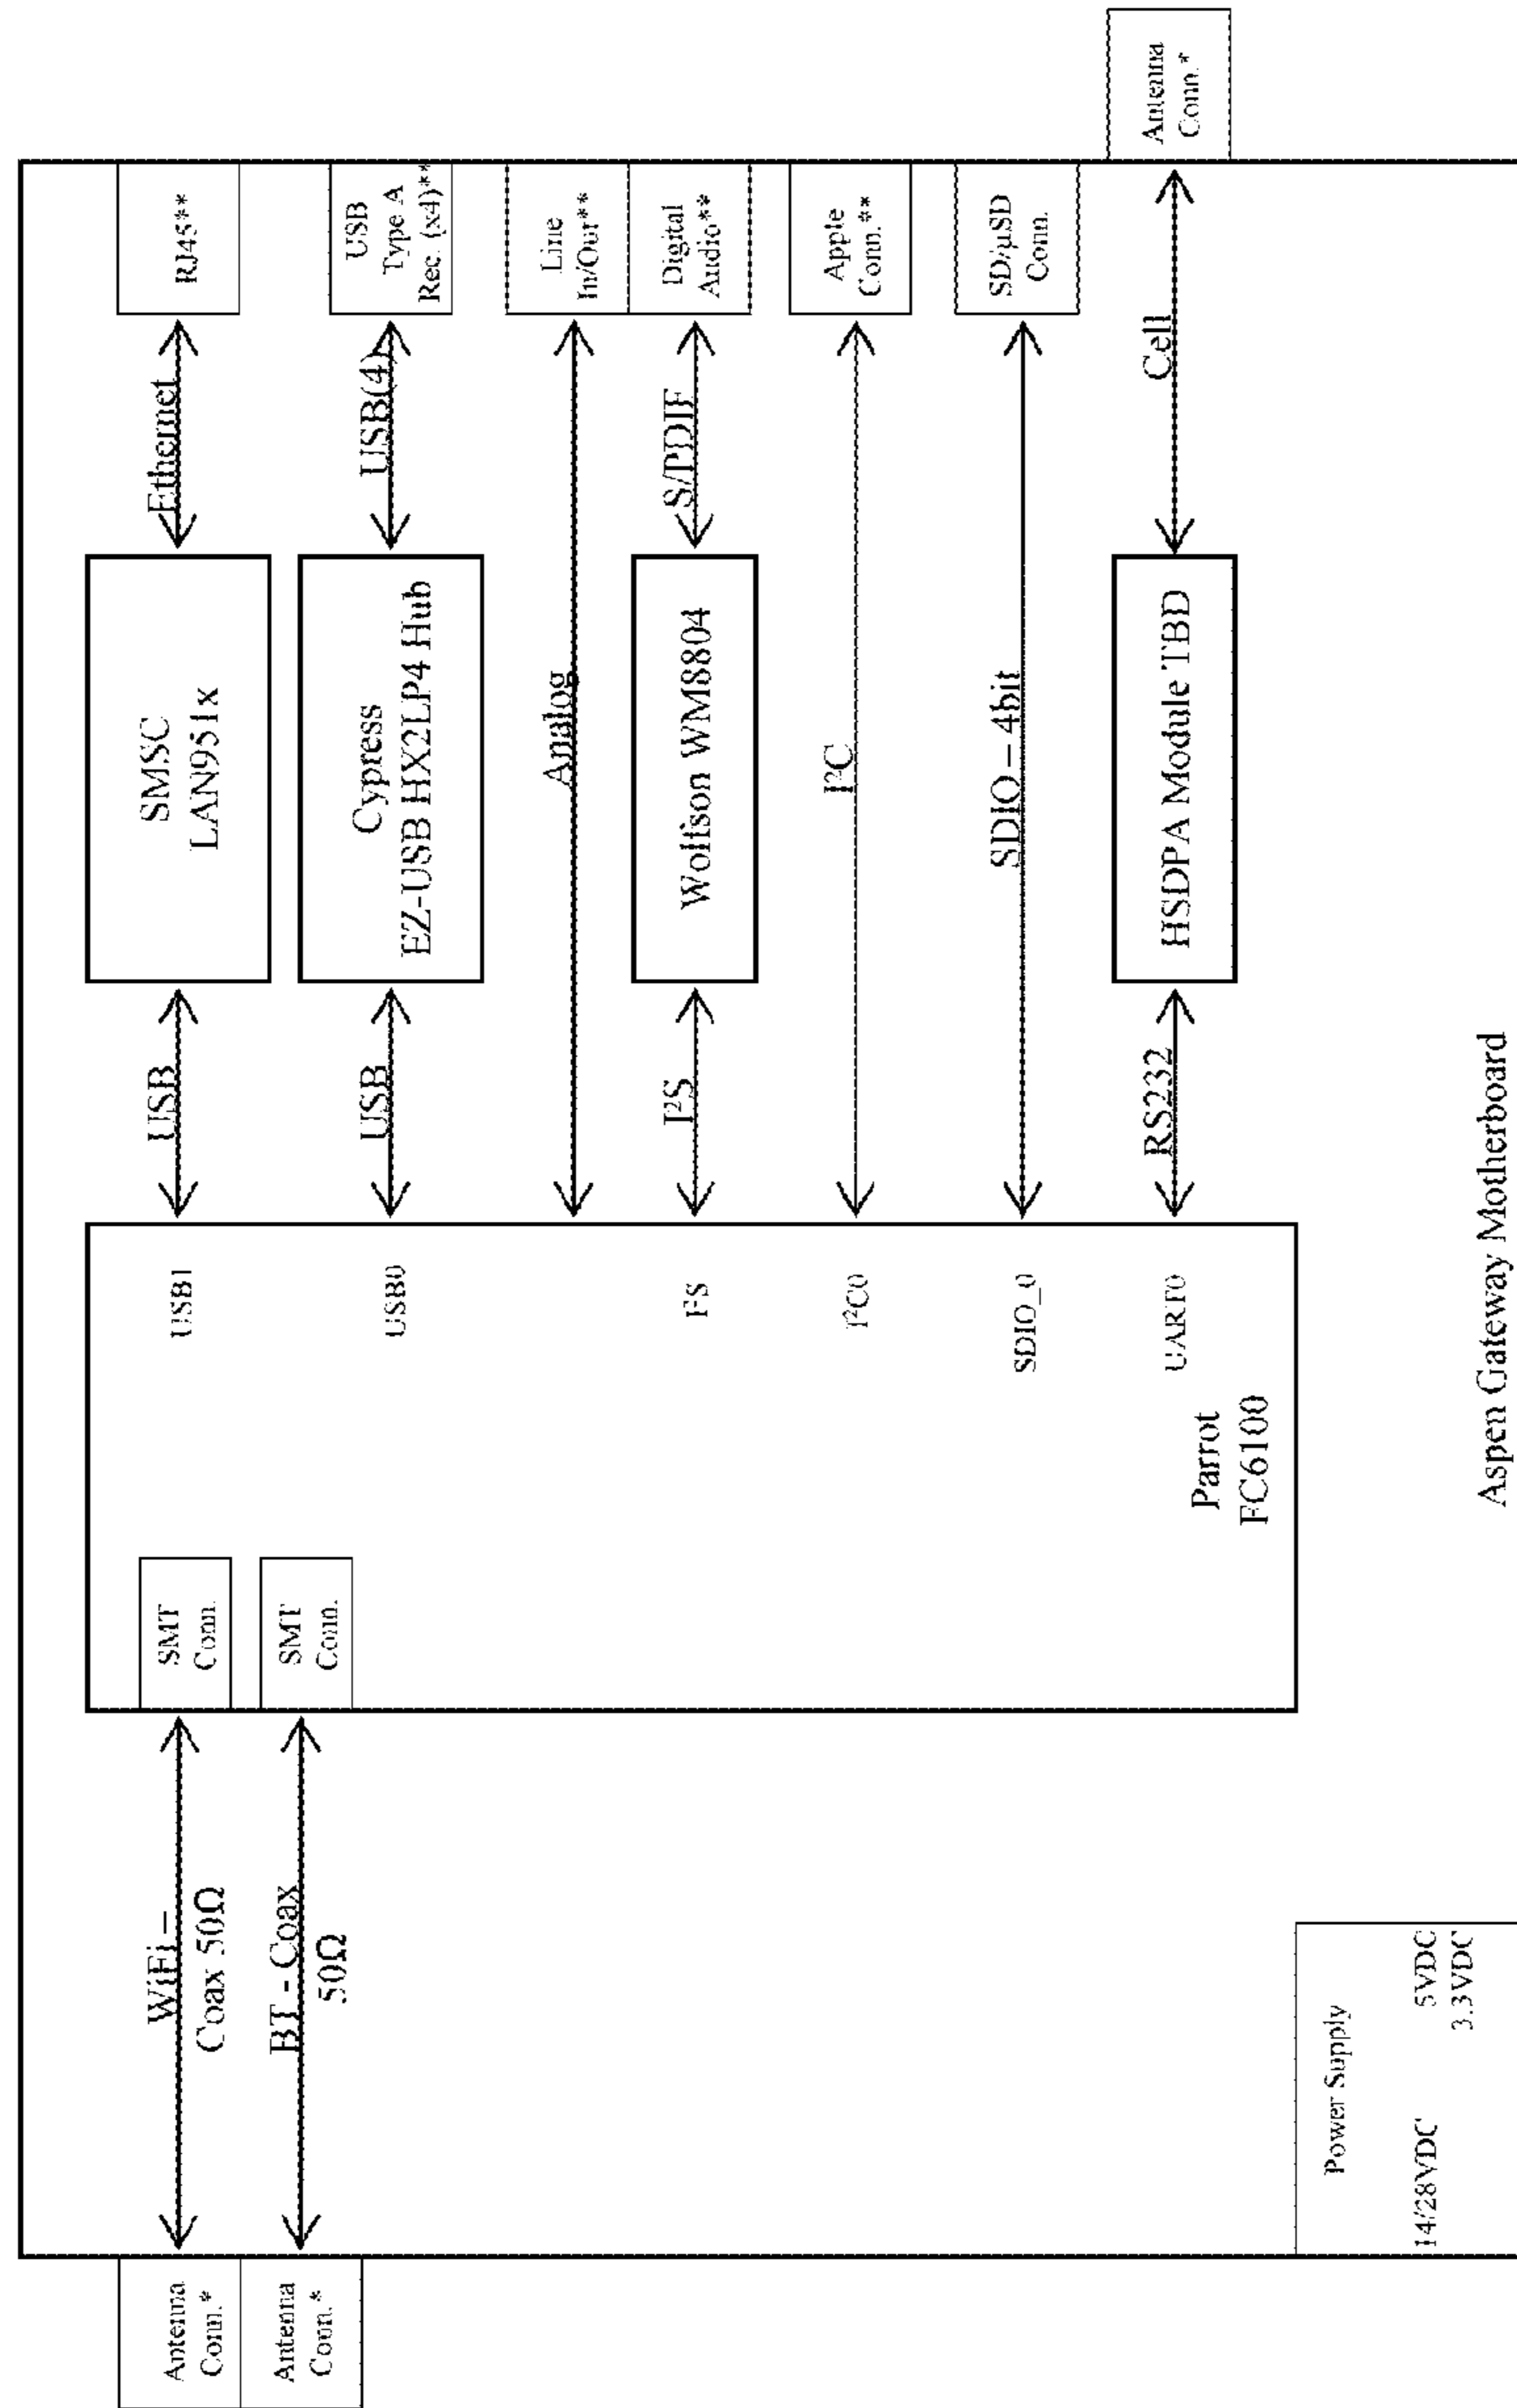 Antenna
Conn.*
WiFi –
Coax 50Ω
SMT
Conn.
USB1
USB
SMSC
LAN951x
Ethernet
RJ45**
Antenna
Conn.*
BT - Coax
50Ω
SMT
Conn.
USB0
USB
Cypress
EZ-USB HX2LP4 Hub
USB(4)
USB
Type A
Rec. (x4)**
Analog
Line
In/Our**
I²S
I²S
Wolfson WM8804
S/PDIF
Digital
Audio**
I²C0
I²C
Apple
Conn.**
SDIO_0
SDIO – 4bit
SD/µSD
Conn.
UART0
RS232
HSDPA Module TBD
Cell
Antenna
Conn.*
Parrot
FC6100
Power Supply
14/28VDC 5VDC
3.3VDC
Aspen Gateway Motherboard